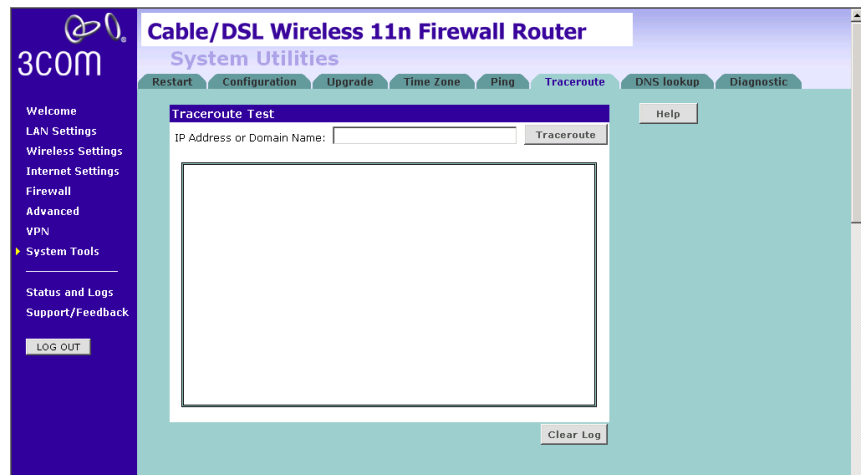 3COM
Cable/DSL Wireless 11n Firewall Router
System Utilities
Restart Configuration Upgrade Time Zone Ping Traceroute DNS lookup Diagnostic
Welcome
LAN Settings
Wireless Settings
Internet Settings
Firewall
Advanced
VPN
System Tools
Status and Logs
Support/Feedback
LOG OUT
Traceroute Test
IP Address or Domain Name: Traceroute
Clear Log
Help